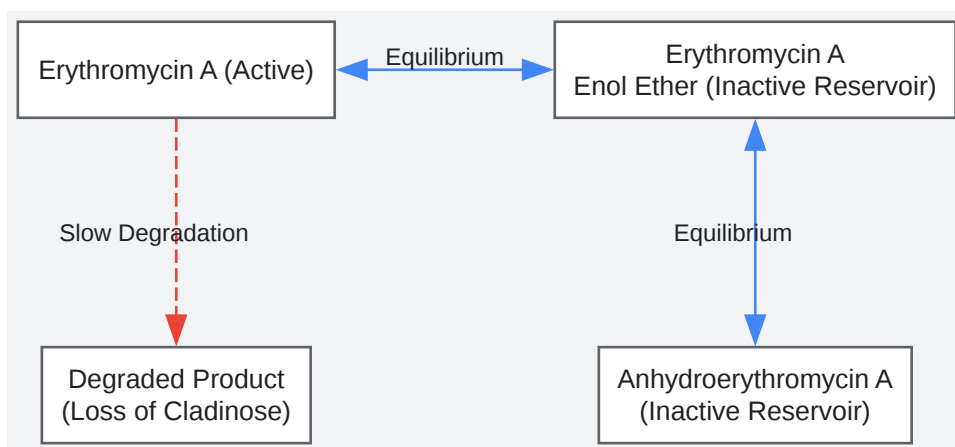 Erythromycin A (Active)
Equilibrium
Erythromycin A
Enol Ether (Inactive Reservoir)
Slow Degradation
Equilibrium
Degraded Product
(Loss of Cladinose)
Anhydroerythromycin A
(Inactive Reservoir)